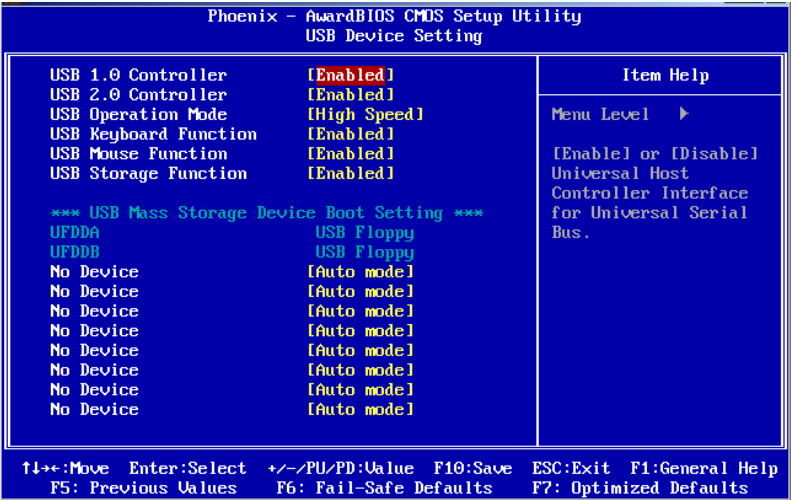 Phoenix - AwardBIOS CMOS Setup Utility
USB Device Setting
USB 1.0 Controller [Enabled]
USB 2.0 Controller [Enabled]
USB Operation Mode [High Speed]
USB Keyboard Function [Enabled]
USB Mouse Function [Enabled]
USB Storage Function [Enabled]
*** USB Mass Storage Device Boot Setting ***
UFDDA USB Floppy
UFDDB USB Floppy
No Device [Auto mode]
No Device [Auto mode]
No Device [Auto mode]
No Device [Auto mode]
No Device [Auto mode]
No Device [Auto mode]
No Device [Auto mode]
No Device [Auto mode]
Item Help
Menu Level ▶
[Enable] or [Disable]
Universal Host
Controller Interface
for Universal Serial
Bus.
↑↓→←:Move Enter:Select +/-/PU/PD:Value F10:Save ESC:Exit F1:General Help
F5: Previous Values F6: Fail-Safe Defaults F7: Optimized Defaults